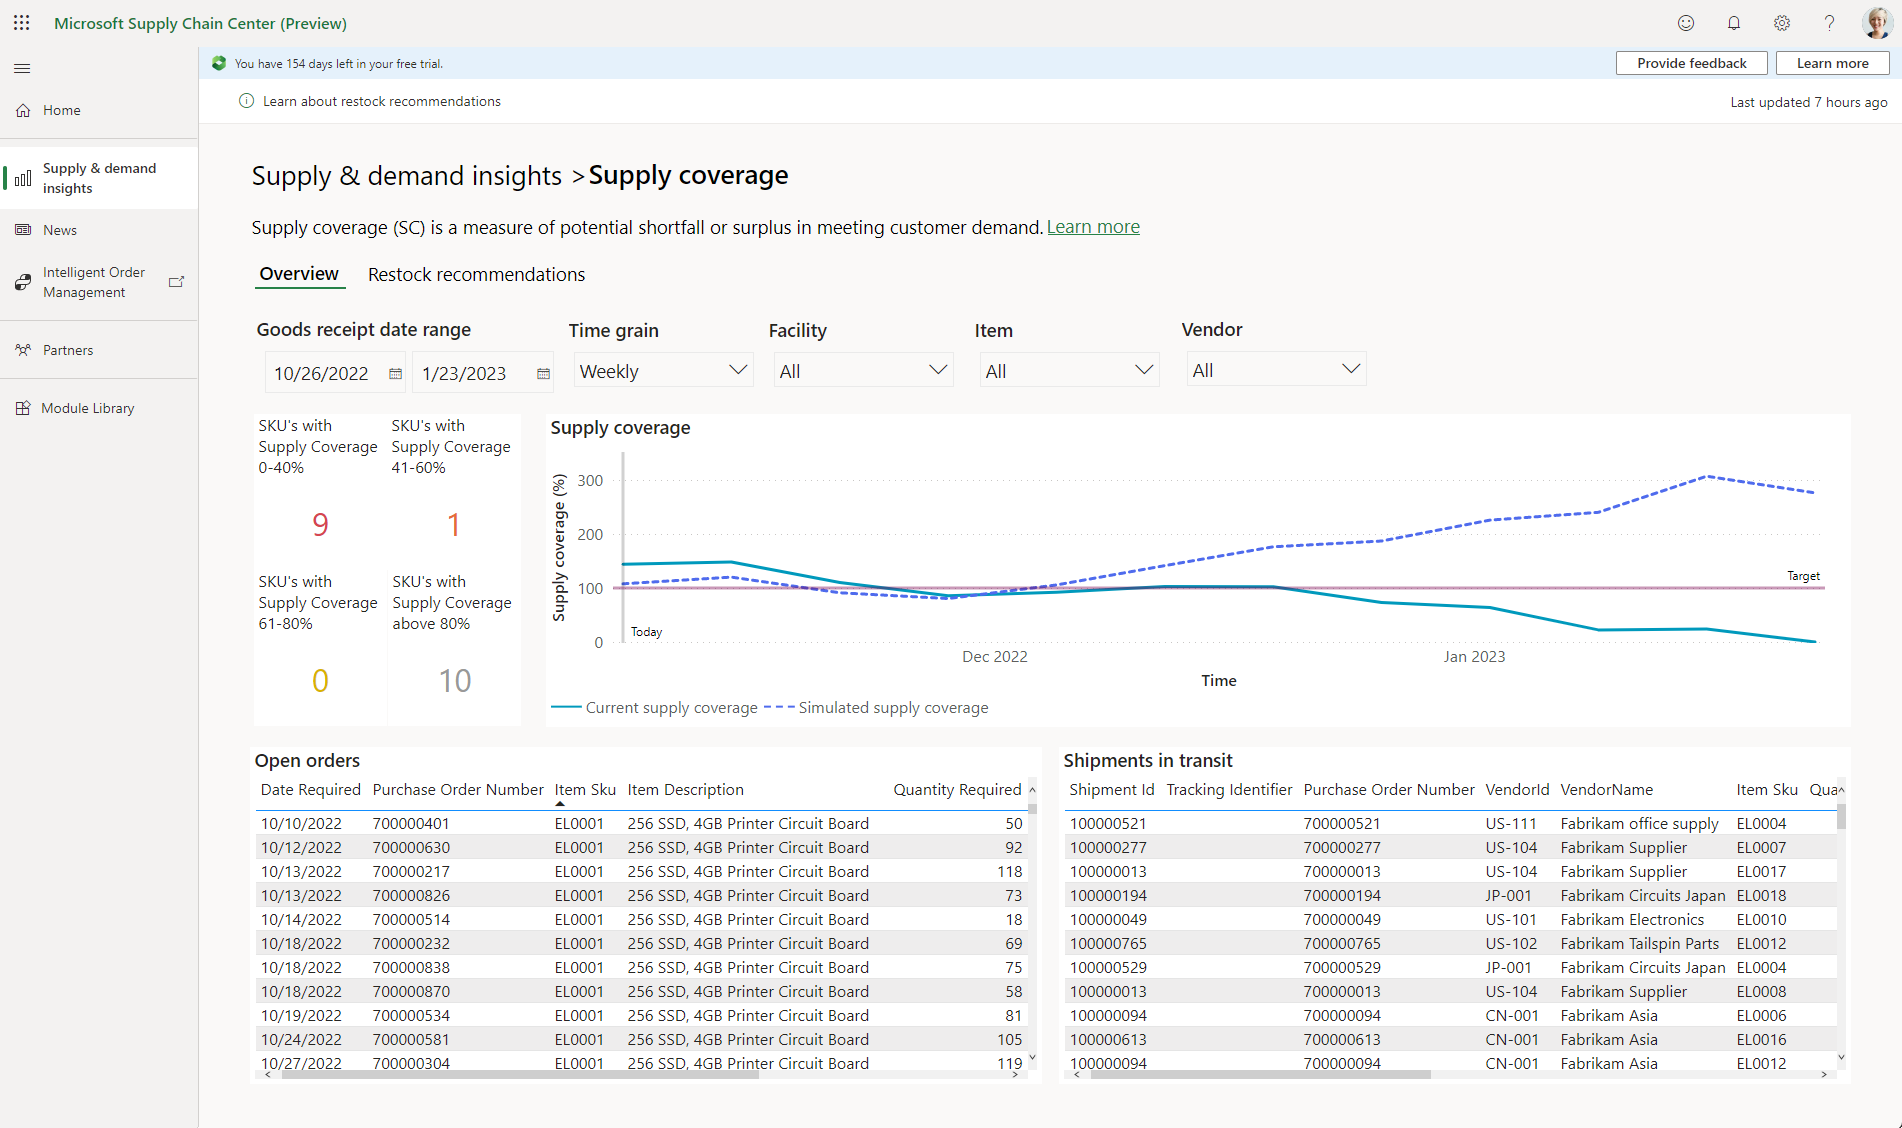 Microsoft Supply Chain Center (Preview)
You have 154 days left in your free trial.
Provide feedback
Learn more
Learn about restock recommendations
Last updated 7 hours ago
Home
Supply & demand
insights
News
Intelligent Order
Management
Partners
Module Library
Supply & demand insights > Supply coverage
Supply coverage (SC) is a measure of potential shortfall or surplus in meeting customer demand. Learn more
Overview
Restock recommendations
Goods receipt date range
Time grain
Facility
Item
Vendor
10/26/2022
1/23/2023
Weekly
All
All
All
SKU's with
Supply Coverage
0-40%
9
SKU's with
Supply Coverage
41-60%
1
SKU's with
Supply Coverage
61-80%
0
SKU's with
Supply Coverage
above 80%
10
Supply coverage
Supply coverage (%)
300
200
100
0
Target
Today
Dec 2022
Jan 2023
Time
Current supply coverage
Simulated supply coverage
Open orders
Date Required Purchase Order Number Item Sku Item Description Quantity Required
10/10/2022 700000401 EL0001 256 SSD, 4GB Printer Circuit Board 50
10/12/2022 700000630 EL0001 256 SSD, 4GB Printer Circuit Board 92
10/13/2022 700000217 EL0001 256 SSD, 4GB Printer Circuit Board 118
10/13/2022 700000826 EL0001 256 SSD, 4GB Printer Circuit Board 73
10/14/2022 700000514 EL0001 256 SSD, 4GB Printer Circuit Board 18
10/18/2022 700000232 EL0001 256 SSD, 4GB Printer Circuit Board 69
10/18/2022 700000838 EL0001 256 SSD, 4GB Printer Circuit Board 75
10/18/2022 700000870 EL0001 256 SSD, 4GB Printer Circuit Board 58
10/19/2022 700000534 EL0001 256 SSD, 4GB Printer Circuit Board 81
10/24/2022 700000581 EL0001 256 SSD, 4GB Printer Circuit Board 105
10/27/2022 700000304 EL0001 256 SSD, 4GB Printer Circuit Board 119
Shipments in transit
Shipment Id Tracking Identifier Purchase Order Number VendorId VendorName Item Sku Qua
100000521 700000521 US-111 Fabrikam office supply EL0004
100000277 700000277 US-104 Fabrikam Supplier EL0007
100000013 700000013 US-104 Fabrikam Supplier EL0017
100000194 700000194 JP-001 Fabrikam Circuits Japan EL0018
100000049 700000049 US-101 Fabrikam Electronics EL0010
100000765 700000765 US-102 Fabrikam Tailspin Parts EL0012
100000529 700000529 JP-001 Fabrikam Circuits Japan EL0004
100000013 700000013 US-104 Fabrikam Supplier EL0008
100000094 700000094 CN-001 Fabrikam Asia EL0006
100000613 700000613 CN-001 Fabrikam Asia EL0016
100000094 700000094 CN-001 Fabrikam Asia EL0012